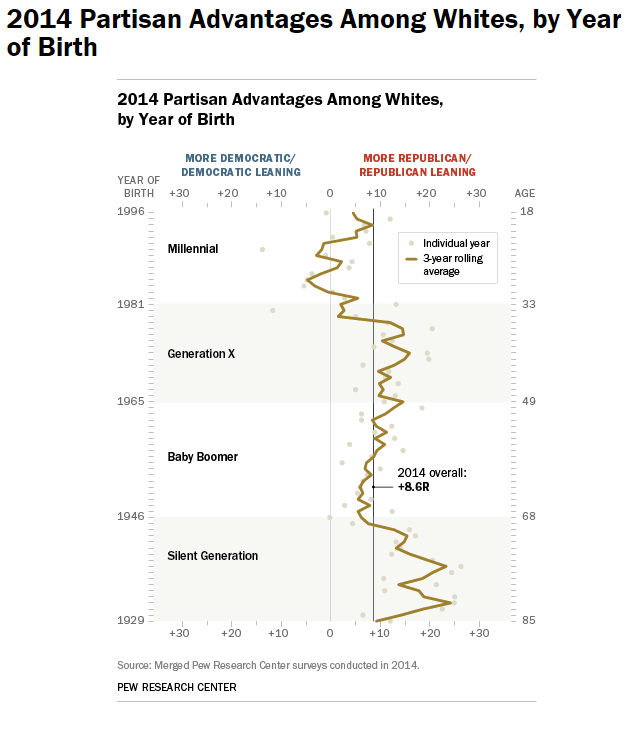 2014 Partisan Advantages Among Whites, by Year
of Birth
2014 Partisan Advantages Among Whites,
by Year of Birth
MORE DEMOCRATIC/
DEMOCRATIC LEANING
MORE REPUBLICAN/
REPUBLICAN LEANING
YEAR OF
BIRTH +30 +20 +10 0 +10 +20 +30 AGE
1996 18
Individual year
3-year rolling
average
Millennial
1981 33
Generation X
1965 49
Baby Boomer
2014 overall:
+8.6R
1946 68
Silent Generation
1929 85
+30 +20 +10 0 +10 +20 +30
Source: Merged Pew Research Center surveys conducted in 2014.
PEW RESEARCH CENTER